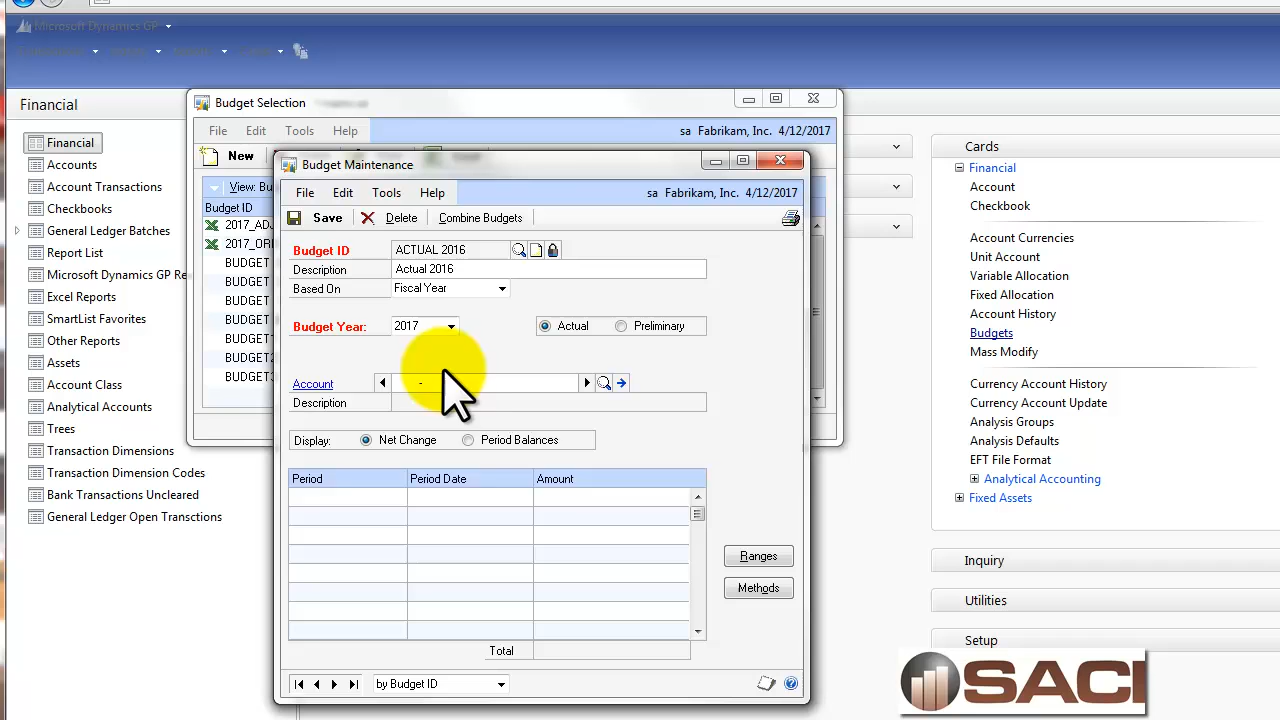 Microsoft Dynamics GP
Financial
Financial
Accounts
Account Transactions
Checkbooks
General Ledger Batches
Report List
Microsoft Dynamics GP Re
Excel Reports
SmartList Favorites
Other Reports
Assets
Account Class
Analytical Accounts
Trees
Transaction Dimensions
Transaction Dimension Codes
Bank Transactions Uncleared
General Ledger Open Transctions
Budget Selection
File Edit Tools Help sa Fabrikam, Inc. 4/12/2017
New
View: Bu
Budget ID
2017_ADJ
2017_ORI
BUDGET
BUDGET
BUDGET
BUDGET
BUDGET
BUDGET2
BUDGET3
Budget Maintenance
File Edit Tools Help sa Fabrikam, Inc. 4/12/2017
Save Delete Combine Budgets
Budget ID ACTUAL 2016
Description Actual 2016
Based On Fiscal Year
Budget Year: 2017 Actual Preliminary
Account -
Description
Display: Net Change Period Balances
Period Period Date Amount
Ranges
Methods
Total
by Budget ID
Cards
Financial
Account
Checkbook
Account Currencies
Unit Account
Variable Allocation
Fixed Allocation
Account History
Budgets
Mass Modify
Currency Account History
Currency Account Update
Analysis Groups
Analysis Defaults
EFT File Format
Analytical Accounting
Fixed Assets
Inquiry
Utilities
Setup
SACI